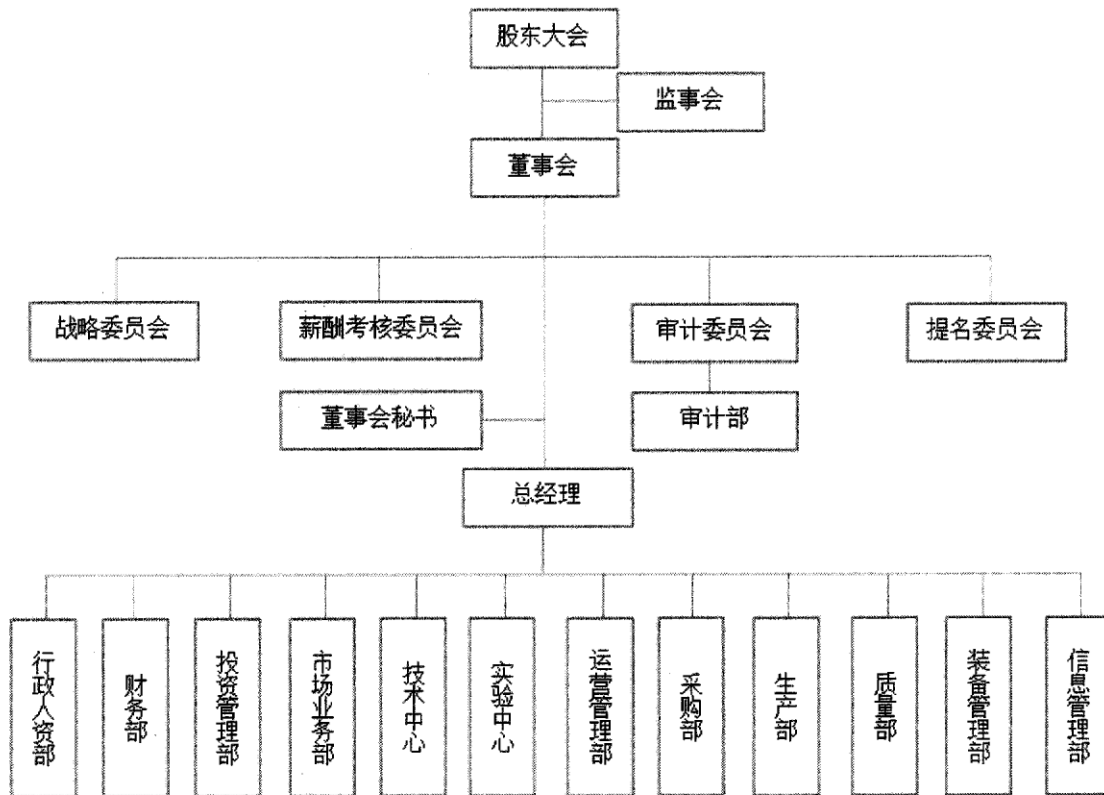 股东大会
监事会
董事会
战略委员会
薪酬考核委员会
审计委员会
提名委员会
董事会秘书
审计部
总经理
行政人资部
财务部
投资管理部
市场业务部
技术中心
实验中心
运营管理部
采购部
生产部
质量部
装备管理部
信息管理部